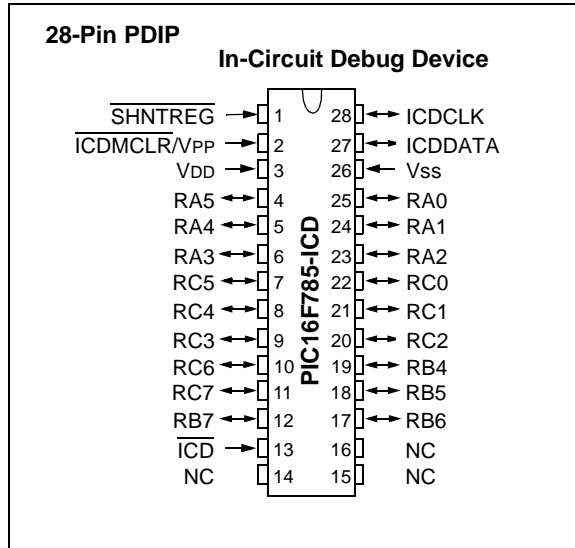 28-Pin PDIP
In-Circuit Debug Device
SHNTREG 1 28 ICDCLK
ICDMCLR/VPP 2 27 ICDDATA
VDD 3 26 Vss
RA5 4 25 RA0
RA4 5 24 RA1
RA3 6 23 RA2
RC5 7 22 RC0
RC4 8 21 RC1
RC3 9 20 RC2
RC6 10 19 RB4
RC7 11 18 RB5
RB7 12 17 RB6
ICD 13 16 NC
NC 14 15 NC
PIC16F785-ICD